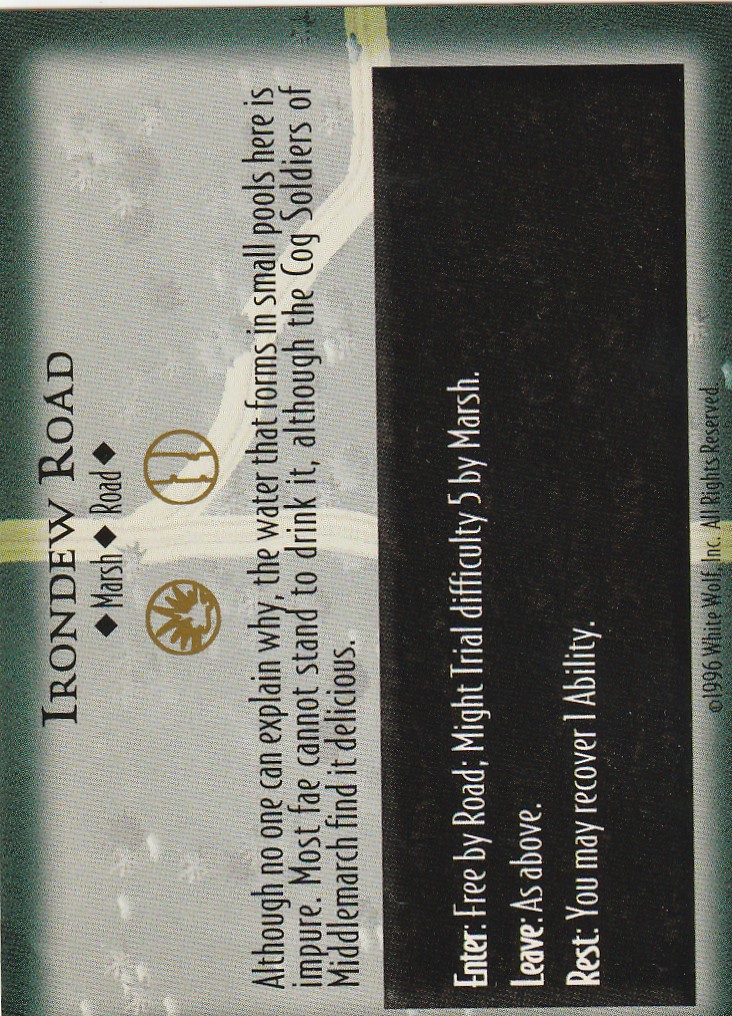 IRONDEW ROAD
◆ Marsh ◆ Road ◆
Although no one can explain why, the water that forms in small pools here is
impure. Most fae cannot stand to drink it, although the Cog Soldiers of
Middlemarch find it delicious.
Enter: Free by Road; Might Trial difficulty 5 by Marsh.
Leave: As above.
Rest: You may recover 1 Ability.
©1996 White Wolf, Inc. All Rights Reserved.